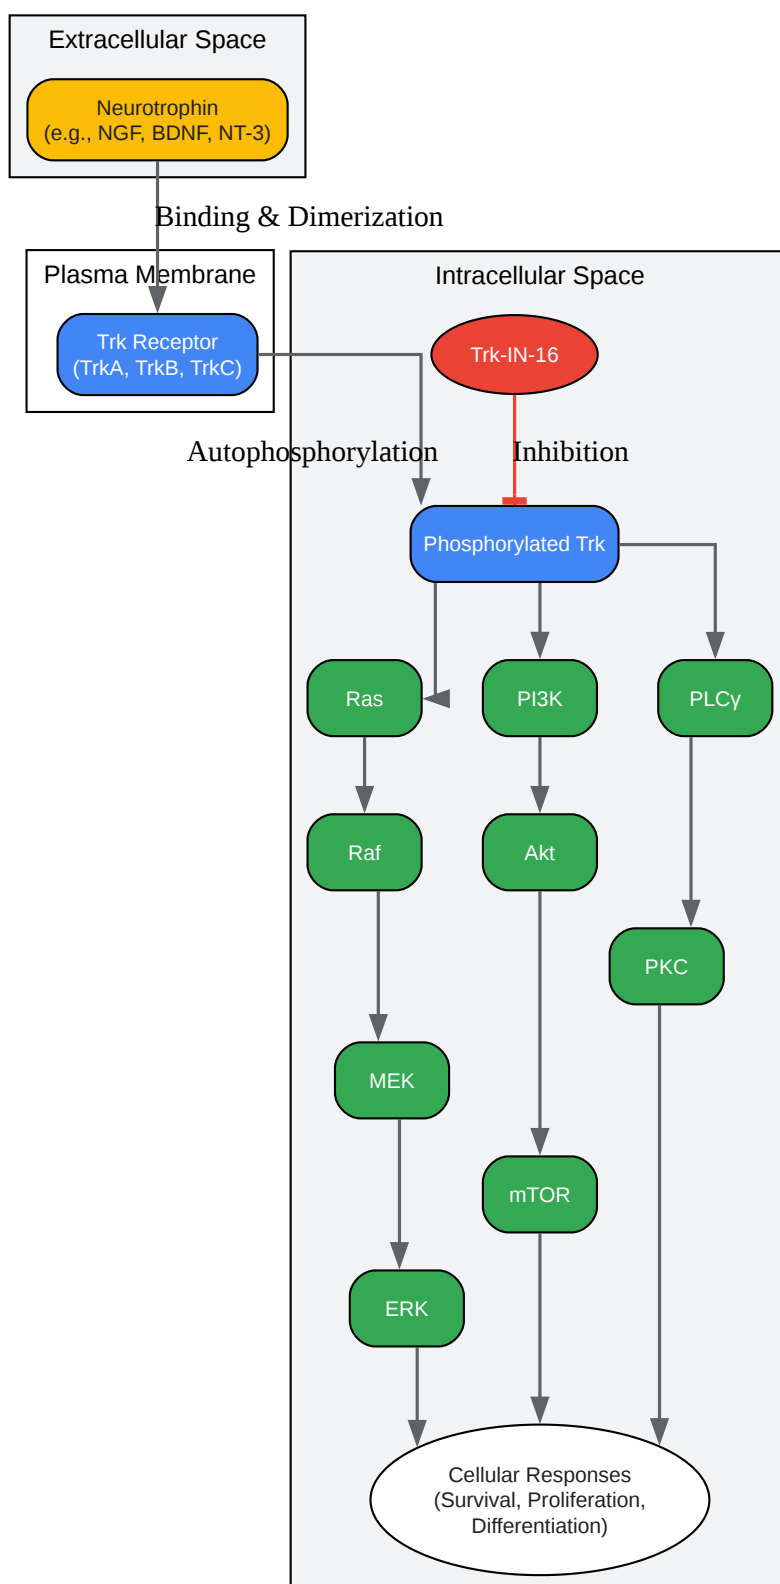 Extracellular Space
Neurotrophin
(e.g., NGF, BDNF, NT-3)
Binding & Dimerization
Plasma Membrane
Intracellular Space
Trk Receptor
(TrkA, TrkB, TrkC)
Trk-IN-16
Autophosphorylation
Inhibition
Phosphorylated Trk
Ras
PI3K
PLCγ
Raf
Akt
PKC
MEK
mTOR
ERK
Cellular Responses
(Survival, Proliferation,
Differentiation)